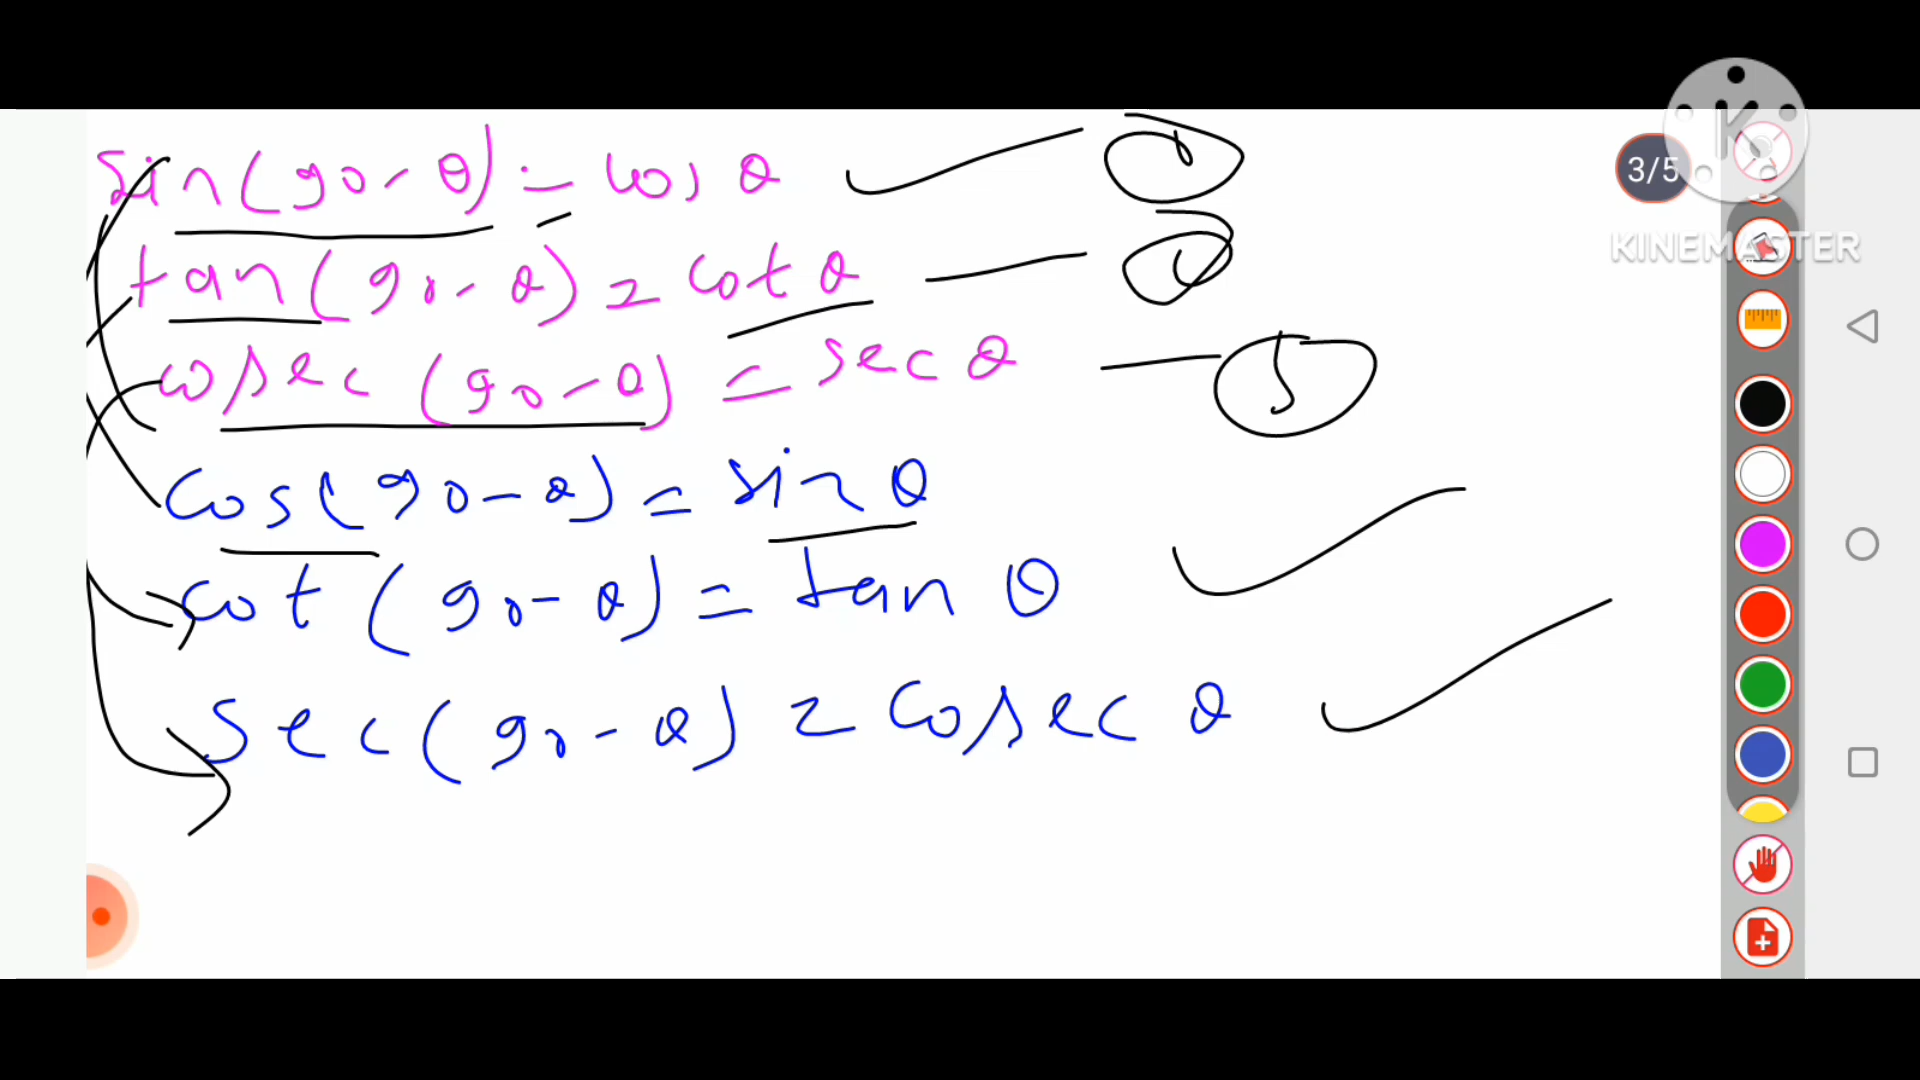 sin(90-θ) = cos θ
tan(90-θ) = cot θ
cosec(90-θ) = sec θ
cos(90-θ) = sin θ
cot(90-θ) = tan θ
sec(90-θ) = cosec θ
3/5
KINEMASTER